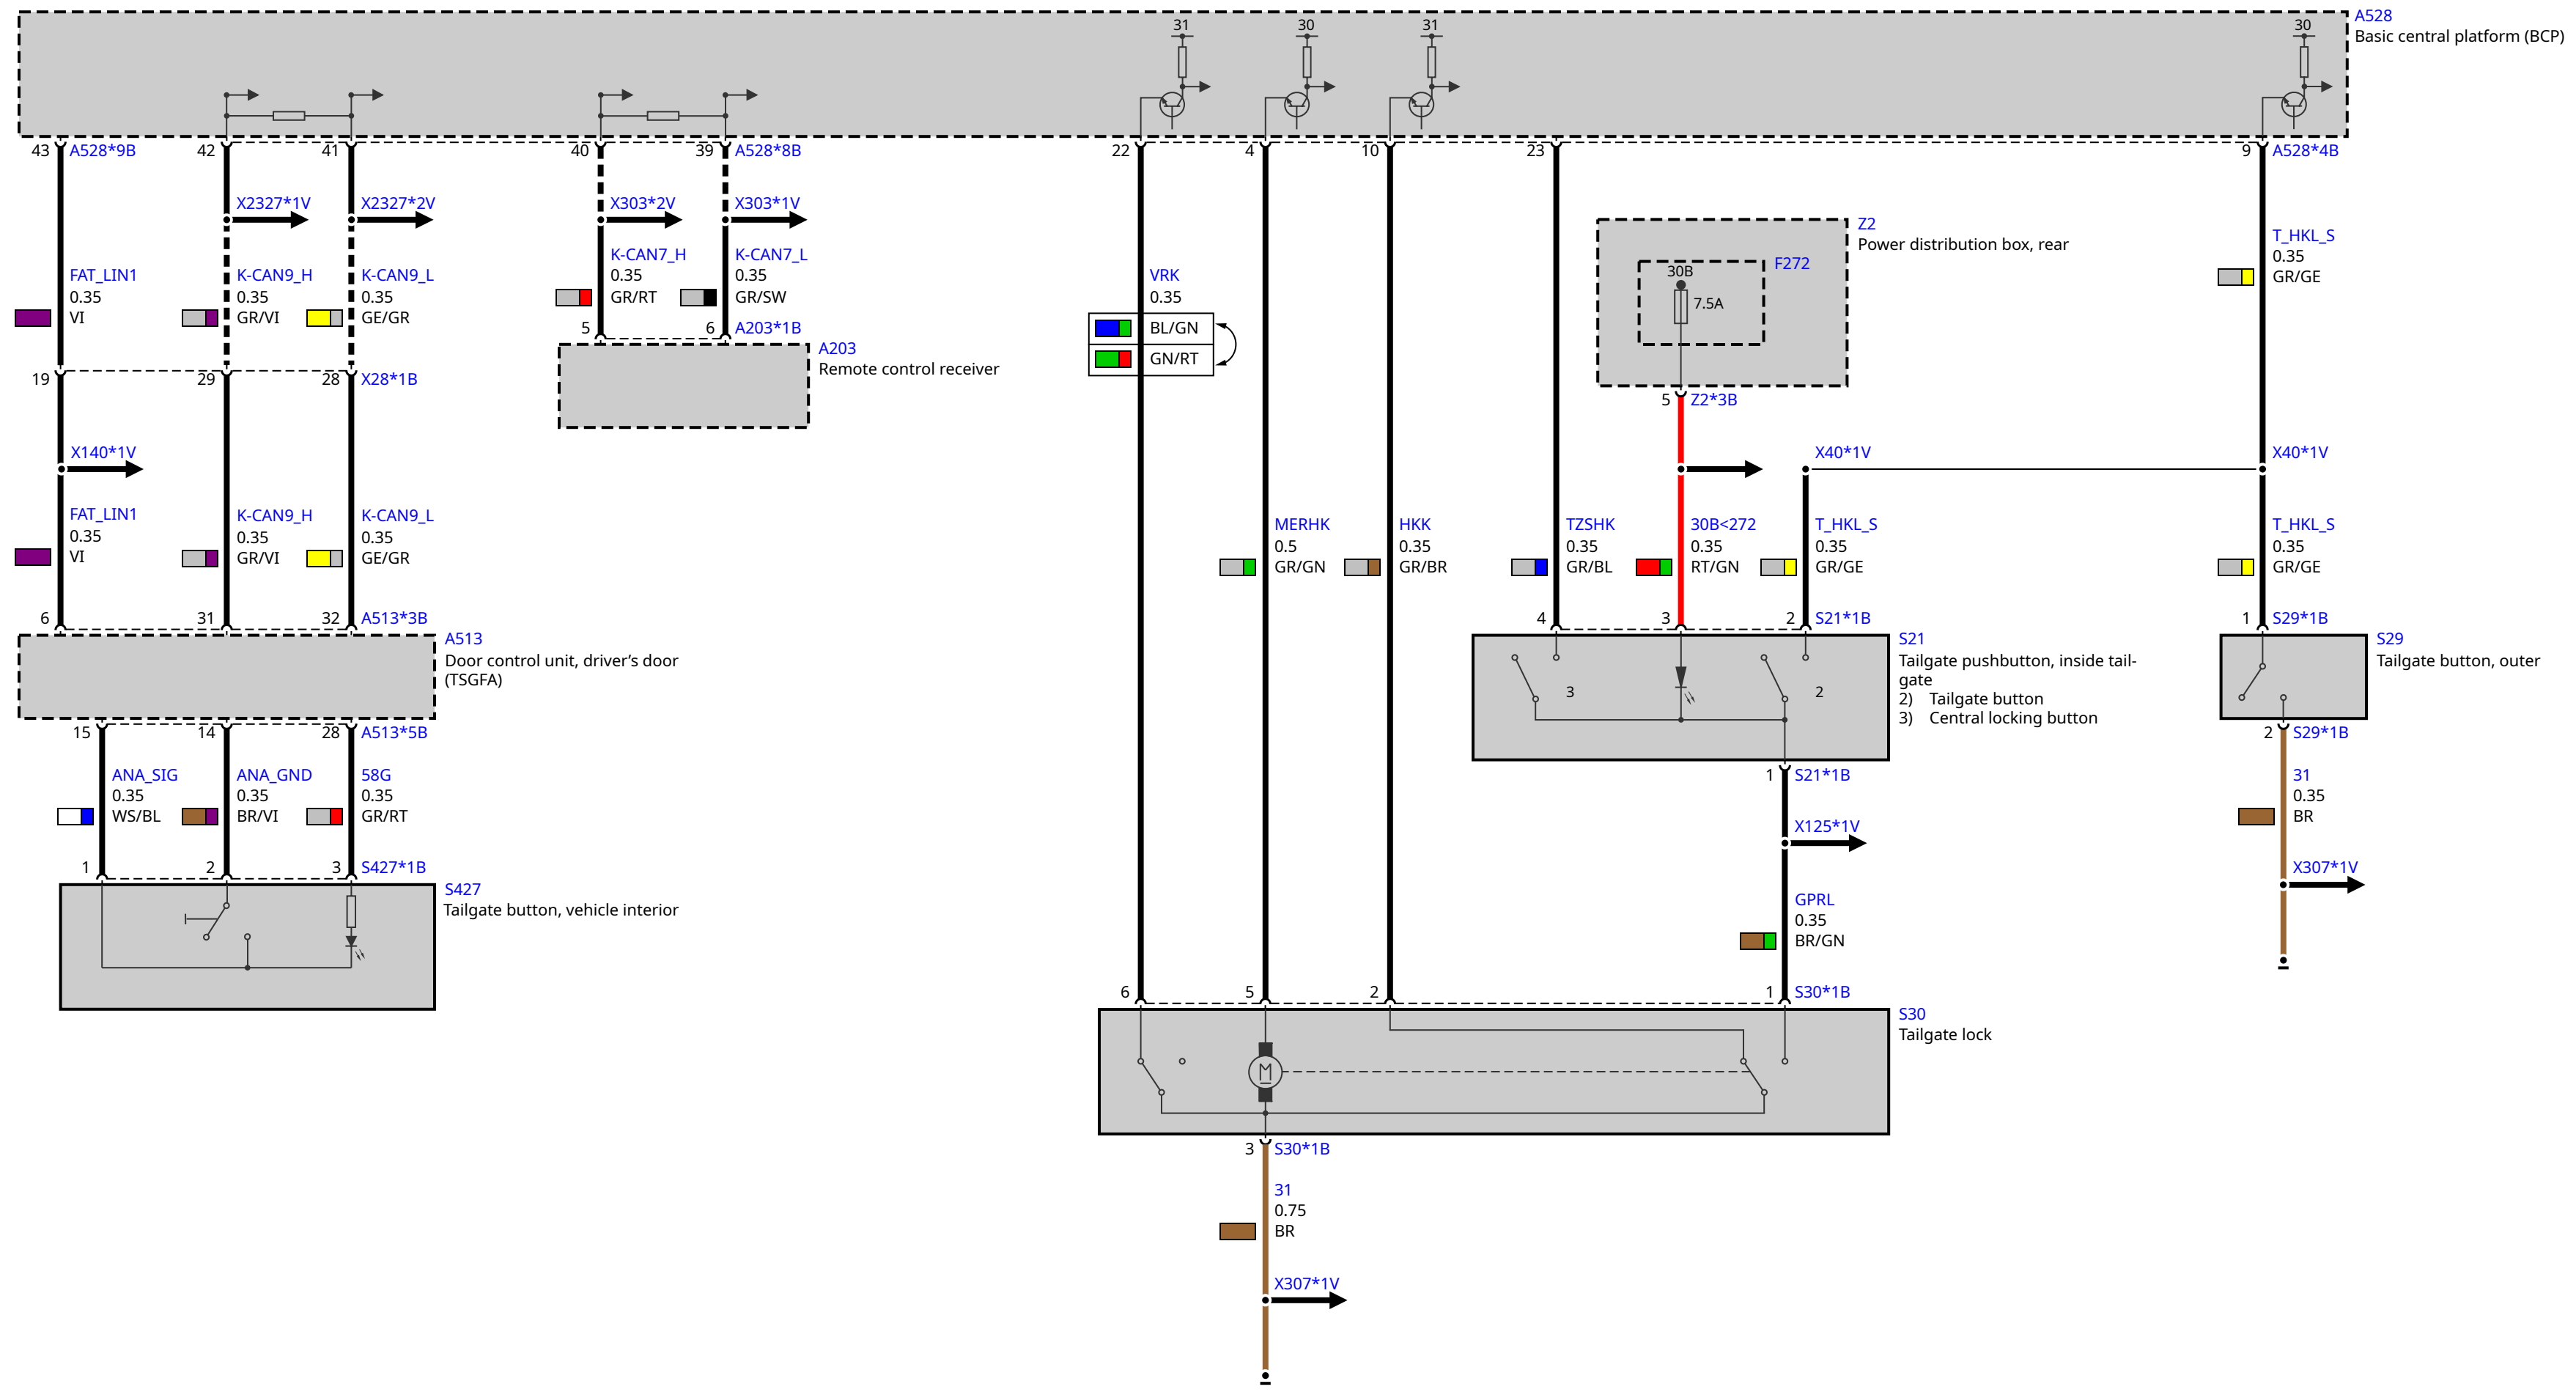 31
30
31
30
A528
Basic central platform (BCP)
43
A528*9B
42
41
40
39
A528*8B
22
4
10
23
9
A528*4B
X2327*1V
X2327*2V
X303*2V
X303*1V
FAT_LIN1
0.35
VI
K-CAN9_H
0.35
GR/VI
K-CAN9_L
0.35
GE/GR
K-CAN7_H
0.35
GR/RT
K-CAN7_L
0.35
GR/SW
5
6
A203*1B
A203
Remote control receiver
VRK
0.35
BL/GN
GN/RT
Z2
Power distribution box, rear
F272
30B
7.5A
5
Z2*3B
T_HKL_S
0.35
GR/GE
19
29
28
X28*1B
X140*1V
X40*1V
X40*1V
FAT_LIN1
0.35
VI
K-CAN9_H
0.35
GR/VI
K-CAN9_L
0.35
GE/GR
MERHK
0.5
GR/GN
HKK
0.35
GR/BR
TZSHK
0.35
GR/BL
30B<272
0.35
RT/GN
T_HKL_S
0.35
GR/GE
T_HKL_S
0.35
GR/GE
6
31
32
A513*3B
A513
Door control unit, driver’s door
(TSGFA)
4
3
2
S21*1B
S21
Tailgate pushbutton, inside tail-
gate
2) Tailgate button
3) Central locking button
3
2
1
S29*1B
S29
Tailgate button, outer
15
14
28
A513*5B
2
S29*1B
ANA_SIG
0.35
WS/BL
ANA_GND
0.35
BR/VI
58G
0.35
GR/RT
1
S21*1B
31
0.35
BR
X125*1V
X307*1V
1
2
3
S427*1B
S427
Tailgate button, vehicle interior
GPRL
0.35
BR/GN
6
5
2
1
S30*1B
S30
Tailgate lock
M
3
S30*1B
31
0.75
BR
X307*1V